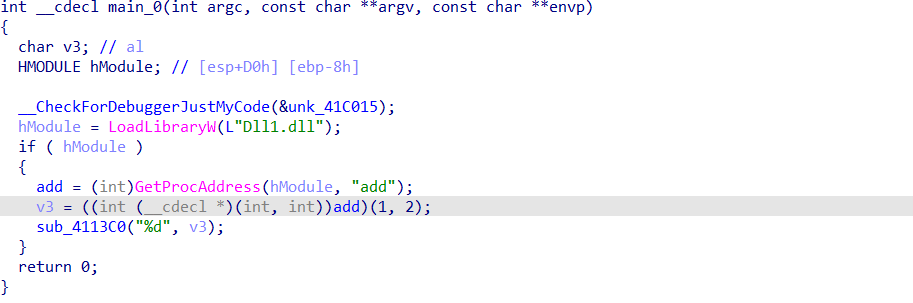 int __cdecl main_0(int argc, const char **argv, const char **envp)
{
  char v3; // al
  HMODULE hModule; // [esp+D0h] [ebp-8h]

  __CheckForDebuggerJustMyCode(&unk_41C015);
  hModule = LoadLibraryW(L"Dll1.dll");
  if ( hModule )
  {
    add = (int)GetProcAddress(hModule, "add");
    v3 = ((int (__cdecl *)(int, int))add)(1, 2);
    sub_4113C0("%d", v3);
  }
  return 0;
}